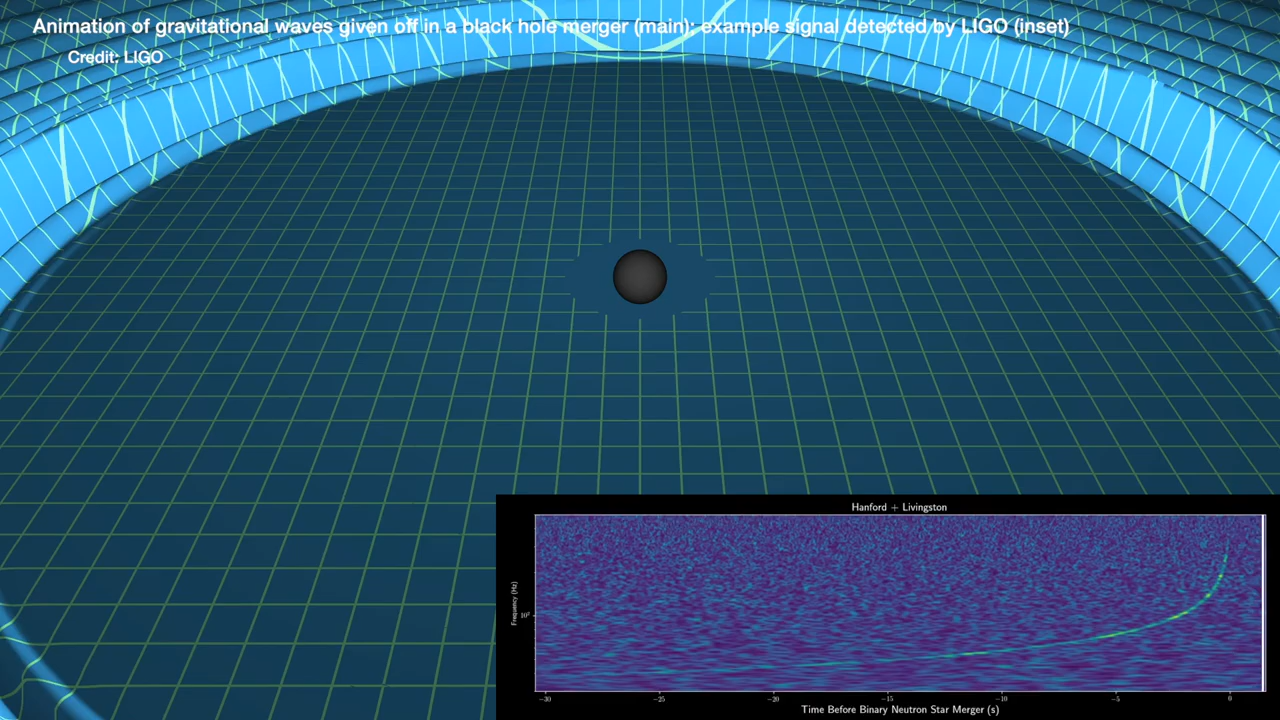 Animation of gravitational waves given off in a black hole merger (main); example signal detected by LIGO (inset)
Credit: LIGO
Hanford + Livingston
Frequency (Hz)
10²
−30 −25 −20 −15 −10 −5 0
Time Before Binary Neutron Star Merger (s)